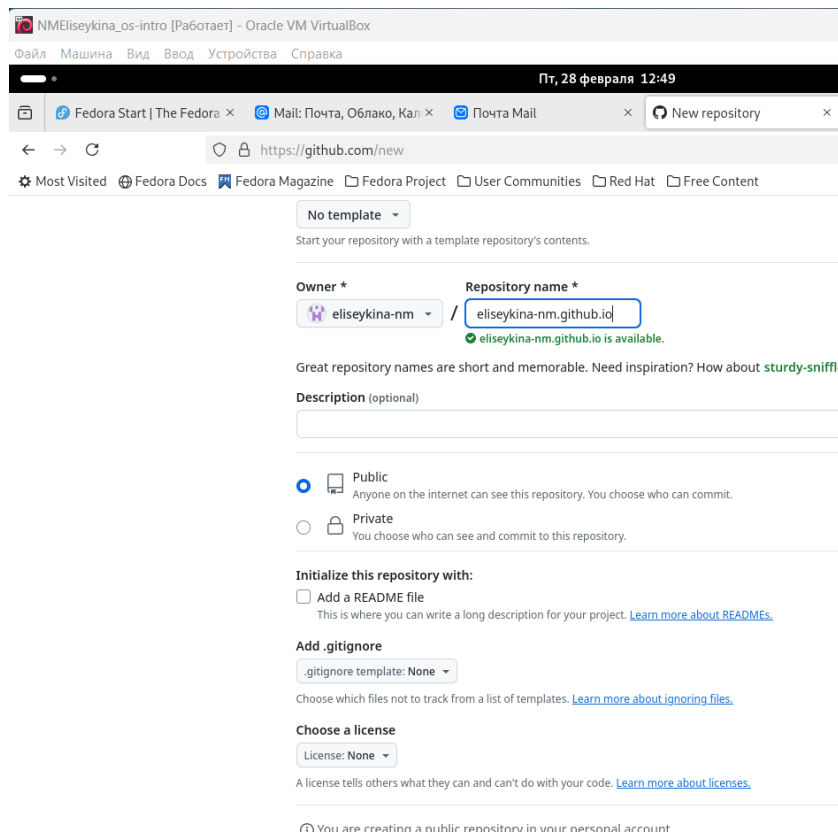 NMEliseykina_os-intro [Работает] - Oracle VM VirtualBox
Файл Машина Вид Ввод Устройства Справка
Пт, 28 февраля 12:49
Fedora Start | The Fedora
Mail: Почта, Облако, Кал
Почта Mail
New repository
https://github.com/new
Most Visited Fedora Docs Fedora Magazine Fedora Project User Communities Red Hat Free Content
No template
Start your repository with a template repository's contents.
Owner * Repository name *
eliseykina-nm / eliseykina-nm.github.io
eliseykina-nm.github.io is available.
Great repository names are short and memorable. Need inspiration? How about sturdy-sniffl
Description (optional)
Public
Anyone on the internet can see this repository. You choose who can commit.
Private
You choose who can see and commit to this repository.
Initialize this repository with:
Add a README file
This is where you can write a long description for your project. Learn more about READMEs.
Add .gitignore
.gitignore template: None
Choose which files not to track from a list of templates. Learn more about ignoring files.
Choose a license
License: None
A license tells others what they can and can't do with your code. Learn more about licenses.
You are creating a public repository in your personal account